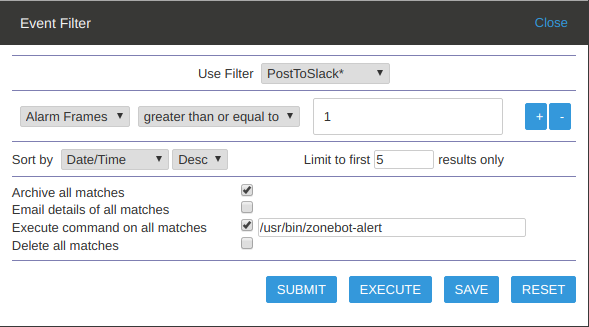 Event Filter Close
Use Filter PostToSlack*
Alarm Frames greater than or equal to 1 + -
Sort by Date/Time Desc Limit to first 5 results only
Archive all matches
Email details of all matches
Execute command on all matches /usr/bin/zonebot-alert
Delete all matches
SUBMIT EXECUTE SAVE RESET